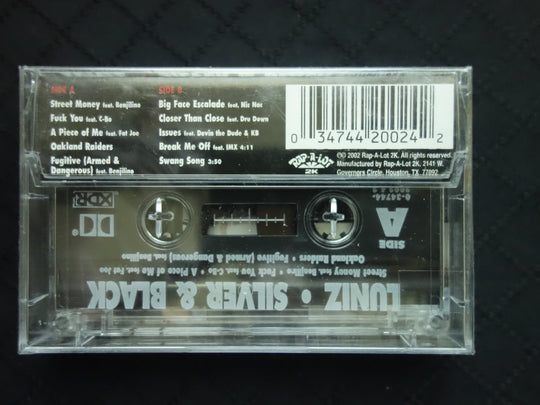 SIDE A
Street Money feat. Benjilino
Fuck You feat. C-Bo
A Piece of Me feat. Fat Joe
Oakland Raiders
Fugitive (Armed &
Dangerous) feat. Benjilino
SIDE B
Big Face Escalade feat. Nic Nac
Closer Than Close feat. Dru Down
Issues feat. Devin the Dude & KB
Break Me Off feat. IMX 4:11
Swang Song 3:50
0 34744 20024 2
RAP-A-LOT
2K
℗© 2002 Rap-A-Lot 2K. All rights reserved.
Manufactured by Rap-A-Lot 2K, 2141 W.
Governors Circle, Houston, TX 77092
LUNIZ • SILVER & BLACK
Street Money feat. Benjilino • Fuck You feat. C-Bo • A Piece of Me feat. Fat Joe
Oakland Raiders • Fugitive (Armed & Dangerous) feat. Benjilino
SIDE
A
XDR